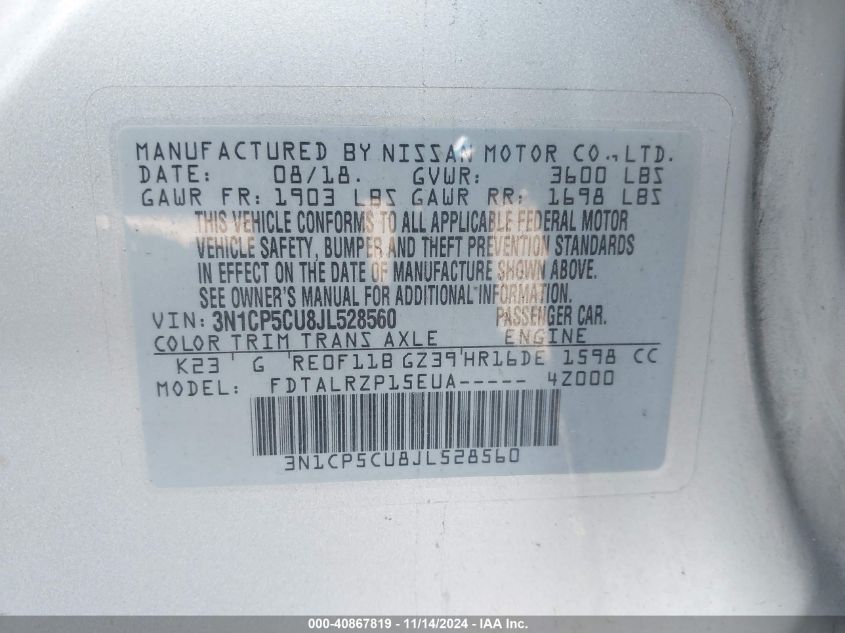 MANUFACTURED BY NISSAN MOTOR CO., LTD.
DATE: 08/18. GVWR: 3600 LBS
GAWR FR: 1903 LBS GAWR RR: 1698 LBS
THIS VEHICLE CONFORMS TO ALL APPLICABLE FEDERAL MOTOR
VEHICLE SAFETY, BUMPER AND THEFT PREVENTION STANDARDS
IN EFFECT ON THE DATE OF MANUFACTURE SHOWN ABOVE.
SEE OWNER'S MANUAL FOR ADDITIONAL INFORMATION.
VIN: 3N1CP5CU8JL528560 PASSENGER CAR.
COLOR TRIM TRANS AXLE ENGINE
K23 G RE0F11B GZ39 HR16DE 1598 CC
MODEL: FDTALRZP15EUA----- 4Z000
3N1CP5CU8JL528560
000-40867819 - 11/14/2024 - IAA Inc.